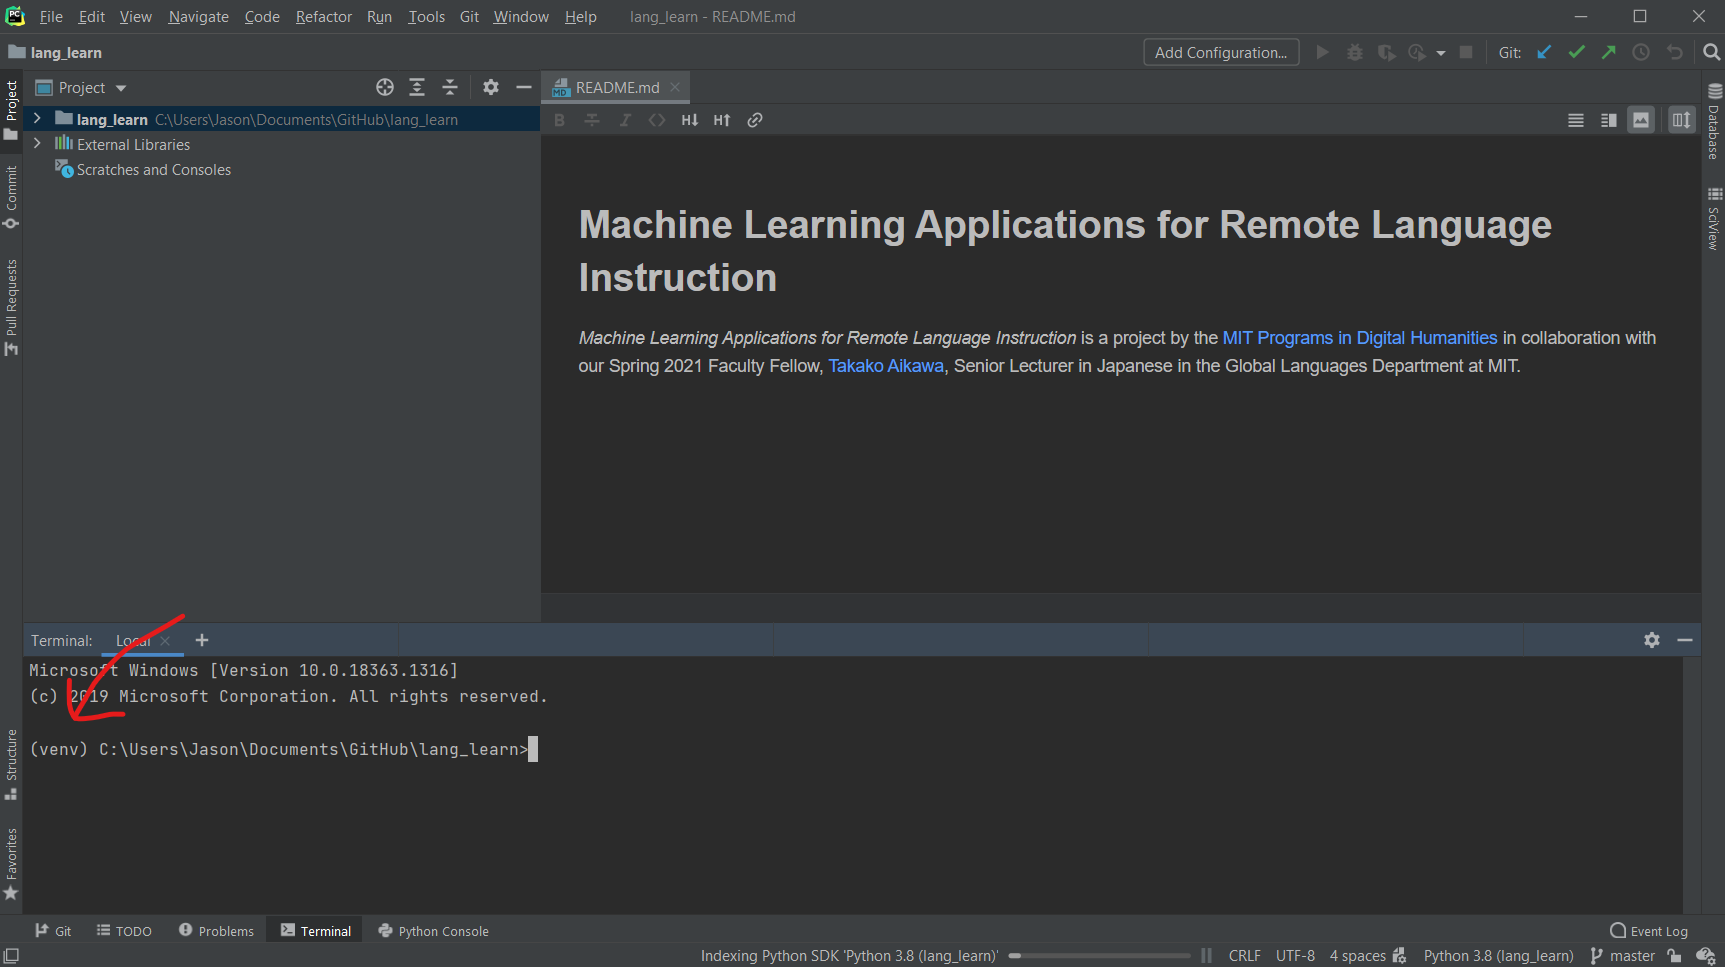 PC File Edit View Navigate Code Refactor Run Tools Git Window Help lang_learn - README.md
lang_learn Add Configuration... Git:
Project
README.md
MD
lang_learn C:\Users\Jason\Documents\GitHub\lang_learn
B I <> H↓ H↑
External Libraries
Scratches and Consoles
Project
Commit
Pull Requests
Structure
Favorites
Database
SciView
Machine Learning Applications for Remote Language
Instruction
Machine Learning Applications for Remote Language Instruction is a project by the MIT Programs in Digital Humanities in collaboration with
our Spring 2021 Faculty Fellow, Takako Aikawa, Senior Lecturer in Japanese in the Global Languages Department at MIT.
Terminal: Local
Microsoft Windows [Version 10.0.18363.1316]
(c) 2019 Microsoft Corporation. All rights reserved.
(venv) C:\Users\Jason\Documents\GitHub\lang_learn>
Git TODO Problems Terminal Python Console Event Log
Indexing Python SDK 'Python 3.8 (lang_learn)' CRLF UTF-8 4 spaces Python 3.8 (lang_learn) master